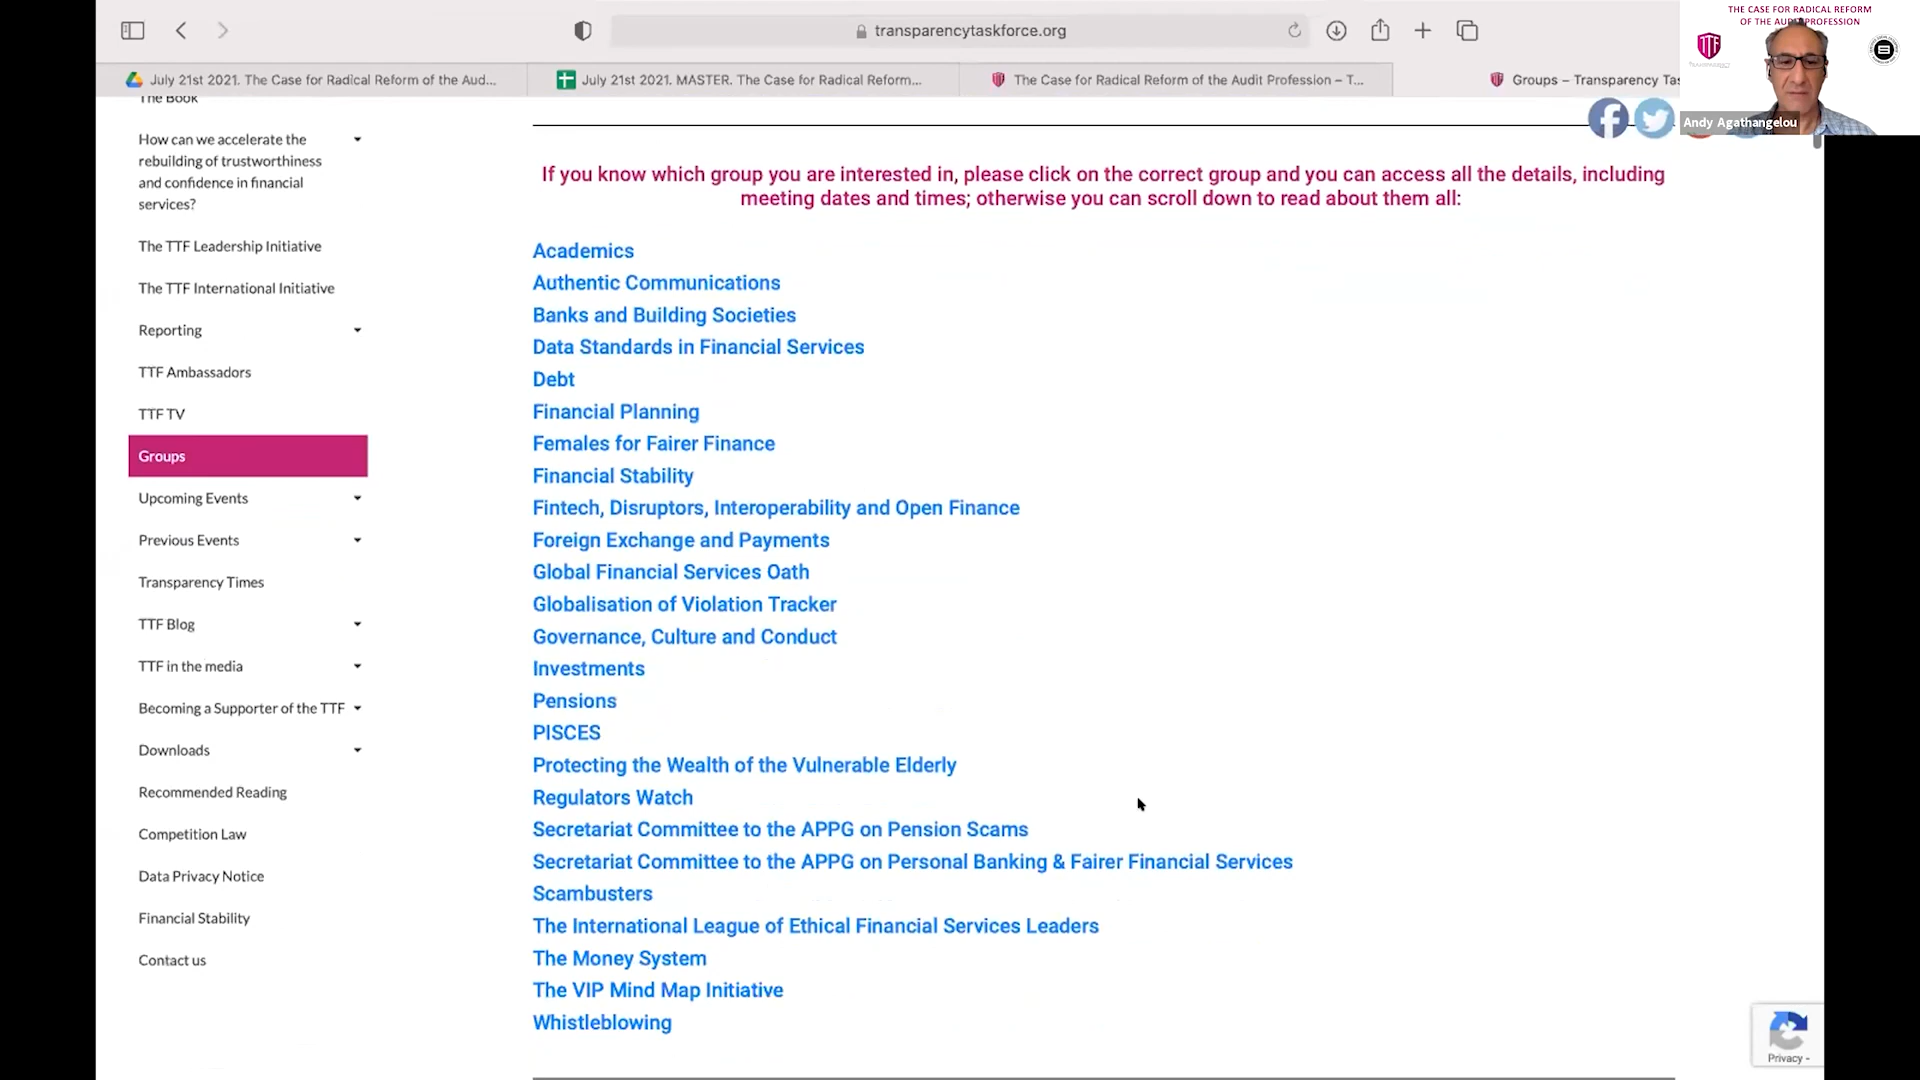 transparencytaskforce.org
THE CASE FOR RADICAL REFORM
OF THE AUDIT PROFESSION
TTF
July 21st 2021. The Case for Radical Reform of the Aud...
July 21st 2021. MASTER. The Case for Radical Reform...
The Case for Radical Reform of the Audit Profession – T...
Groups – Transparency Tas
Andy Agathangelou
The Book
How can we accelerate the
rebuilding of trustworthiness
and confidence in financial
services?
The TTF Leadership Initiative
The TTF International Initiative
Reporting
TTF Ambassadors
TTF TV
Groups
Upcoming Events
Previous Events
Transparency Times
TTF Blog
TTF in the media
Becoming a Supporter of the TTF
Downloads
Recommended Reading
Competition Law
Data Privacy Notice
Financial Stability
Contact us
If you know which group you are interested in, please click on the correct group and you can access all the details, including
meeting dates and times; otherwise you can scroll down to read about them all:
Academics
Authentic Communications
Banks and Building Societies
Data Standards in Financial Services
Debt
Financial Planning
Females for Fairer Finance
Financial Stability
Fintech, Disruptors, Interoperability and Open Finance
Foreign Exchange and Payments
Global Financial Services Oath
Globalisation of Violation Tracker
Governance, Culture and Conduct
Investments
Pensions
PISCES
Protecting the Wealth of the Vulnerable Elderly
Regulators Watch
Secretariat Committee to the APPG on Pension Scams
Secretariat Committee to the APPG on Personal Banking & Fairer Financial Services
Scambusters
The International League of Ethical Financial Services Leaders
The Money System
The VIP Mind Map Initiative
Whistleblowing
Privacy -